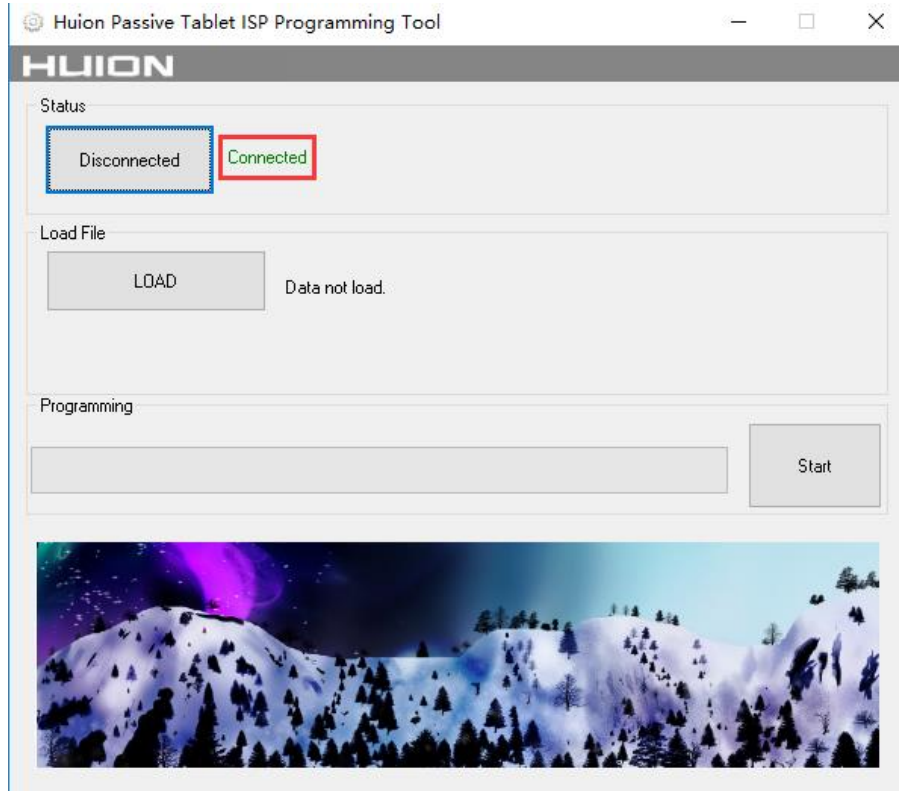 Huion Passive Tablet ISP Programming Tool
HUION
Status
Disconnected
Connected
Load File
LOAD
Data not load.
Programming
Start